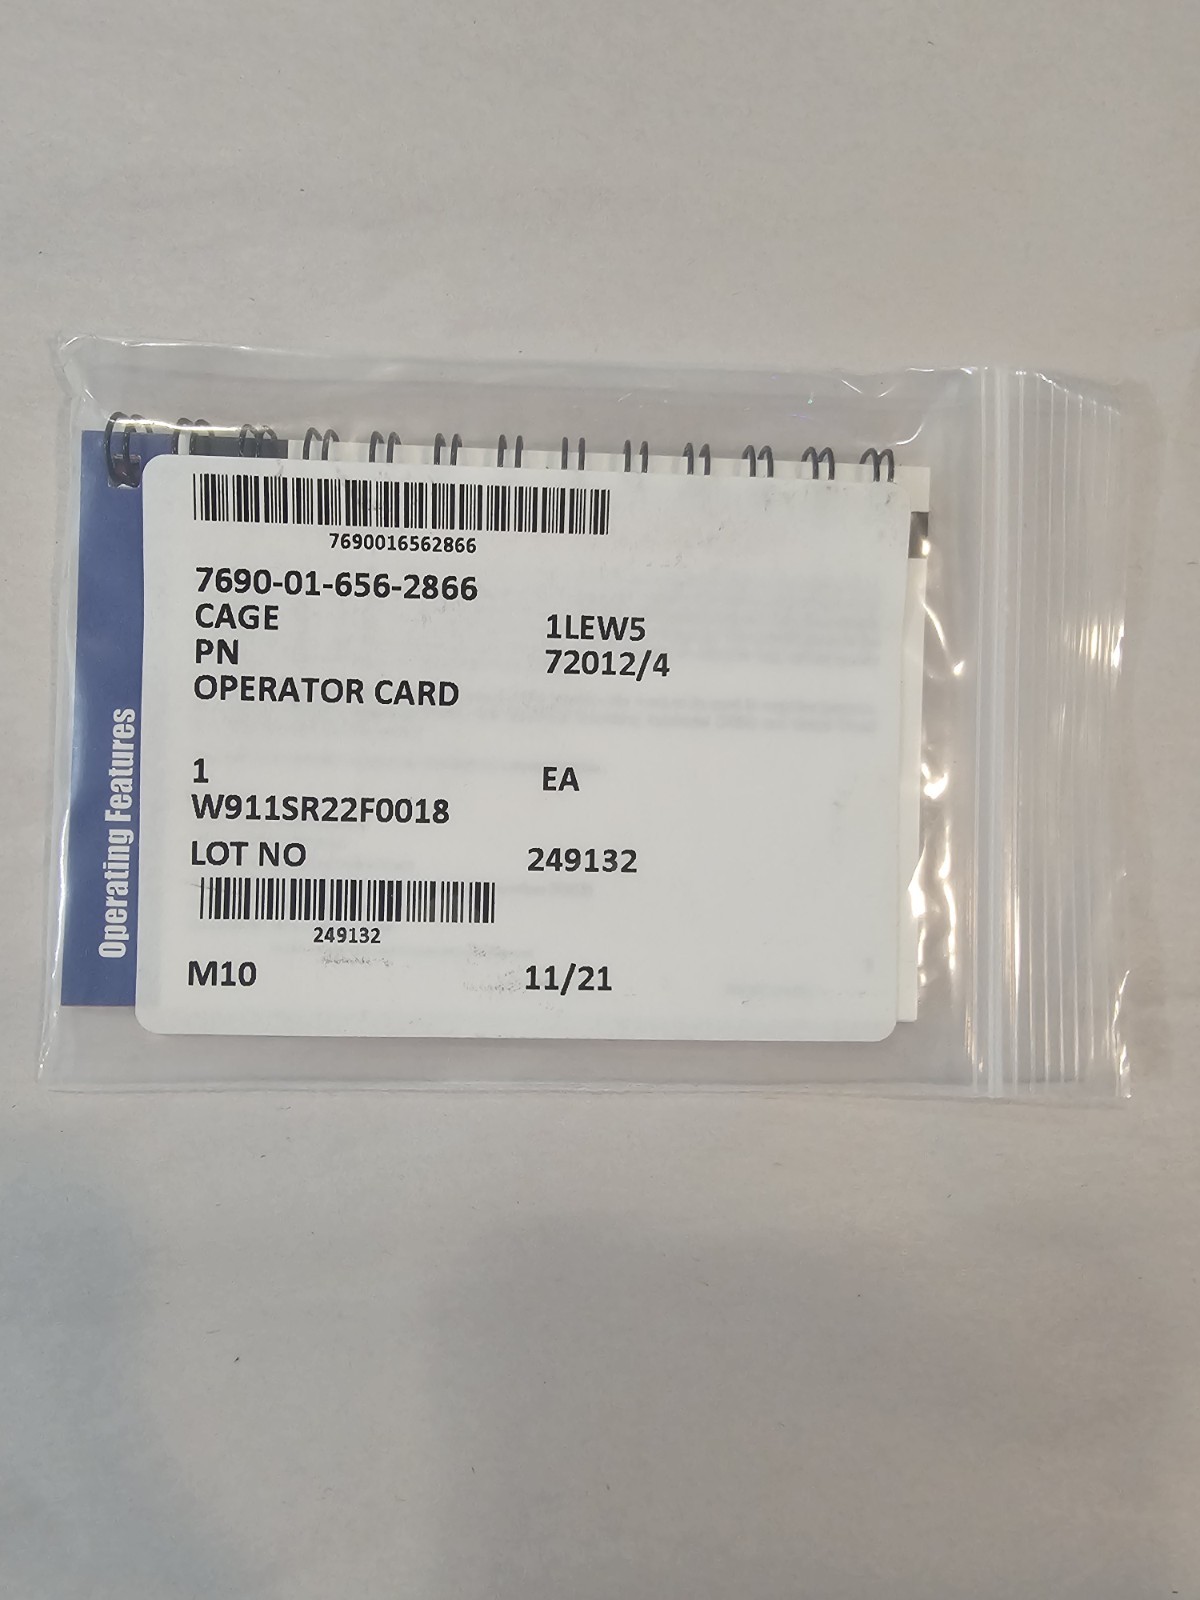 7690016562866
7690-01-656-2866
CAGE 1LEW5
PN 72012/4
OPERATOR CARD
1 EA
W911SR22F0018
LOT NO 249132
249132
M10 11/21
Operating Features